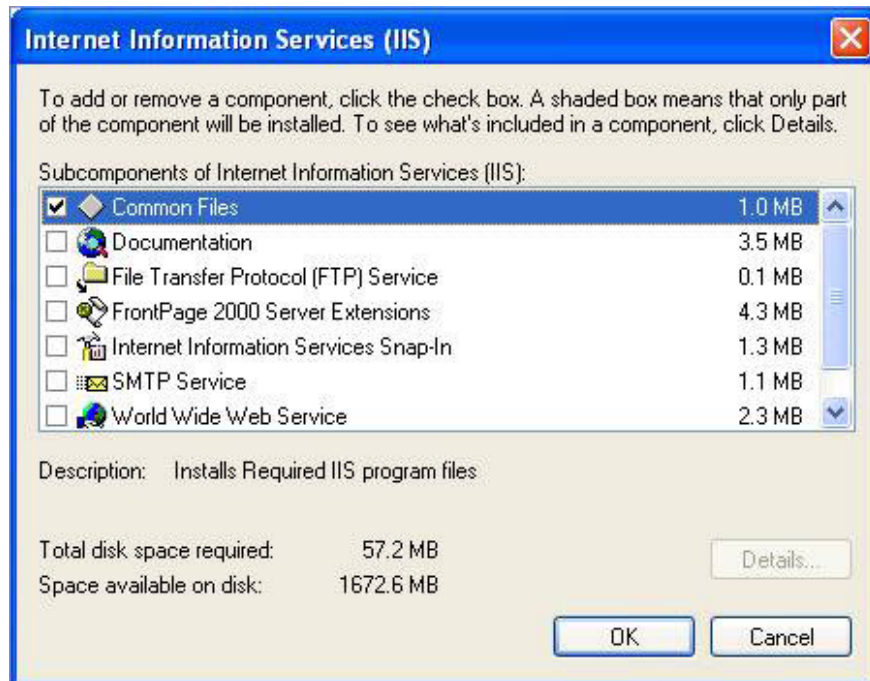 Internet Information Services (IIS)
To add or remove a component, click the check box. A shaded box means that only part
of the component will be installed. To see what's included in a component, click Details.
Subcomponents of Internet Information Services (IIS):
Common Files 1.0 MB
Documentation 3.5 MB
File Transfer Protocol (FTP) Service 0.1 MB
FrontPage 2000 Server Extensions 4.3 MB
Internet Information Services Snap-In 1.3 MB
SMTP Service 1.1 MB
World Wide Web Service 2.3 MB
Description: Installs Required IIS program files
Total disk space required: 57.2 MB
Details...
Space available on disk: 1672.6 MB
OK Cancel